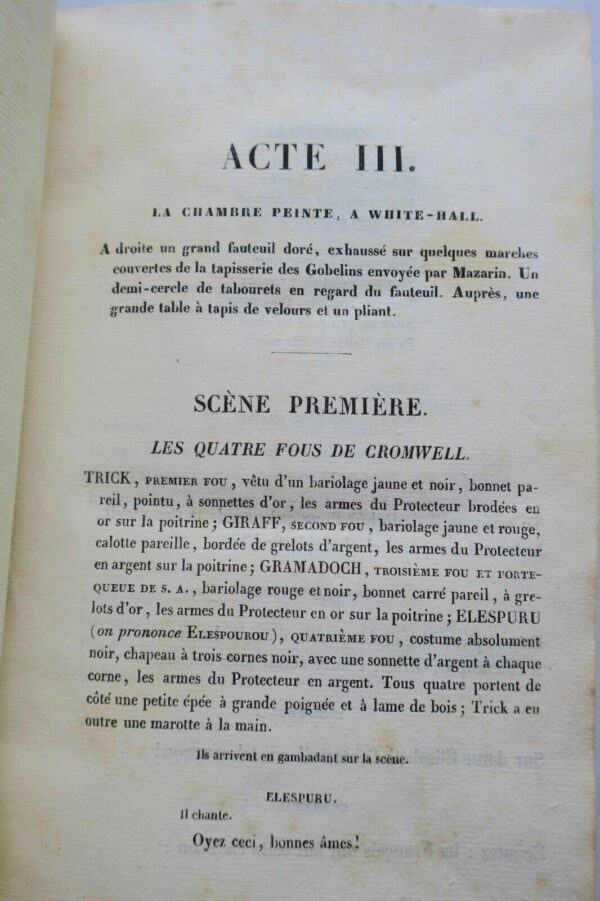 ACTE III.
LA CHAMBRE PEINTE, A WHITE-HALL.
A droite un grand fauteuil doré, exhaussé sur quelques marches
couvertes de la tapisserie des Gobelins envoyée par Mazarin. Un
demi-cercle de tabourets en regard du fauteuil. Auprès, une
grande table à tapis de velours et un pliant.
SCÈNE PREMIÈRE.
LES QUATRE FOUS DE CROMWELL.
TRICK, PREMIER FOU, vêtu d'un bariolage jaune et noir, bonnet pa-
reil, pointu, à sonnettes d'or, les armes du Protecteur brodées en
or sur la poitrine; GIRAFF, SECOND FOU, bariolage jaune et rouge,
calotte pareille, bordée de grelots d'argent, les armes du Protecteur
en argent sur la poitrine; GRAMADOCH, TROISIÈME FOU ET PORTE-
QUEUE DE S. A., bariolage rouge et noir, bonnet carré pareil, à gre-
lots d'or, les armes du Protecteur en or sur la poitrine; ELESPURU
(on prononce ELESPOUROU), QUATRIÈME FOU, costume absolument
noir, chapeau à trois cornes noir, avec une sonnette d'argent à chaque
corne, les armes du Protecteur en argent. Tous quatre portent de
côté une petite épée à grande poignée et à lame de bois; Trick a en
outre une marotte à la main.
Ils arrivent en gambadant sur la scène.
ELESPURU.
Il chante.
Oyez ceci, bonnes âmes!